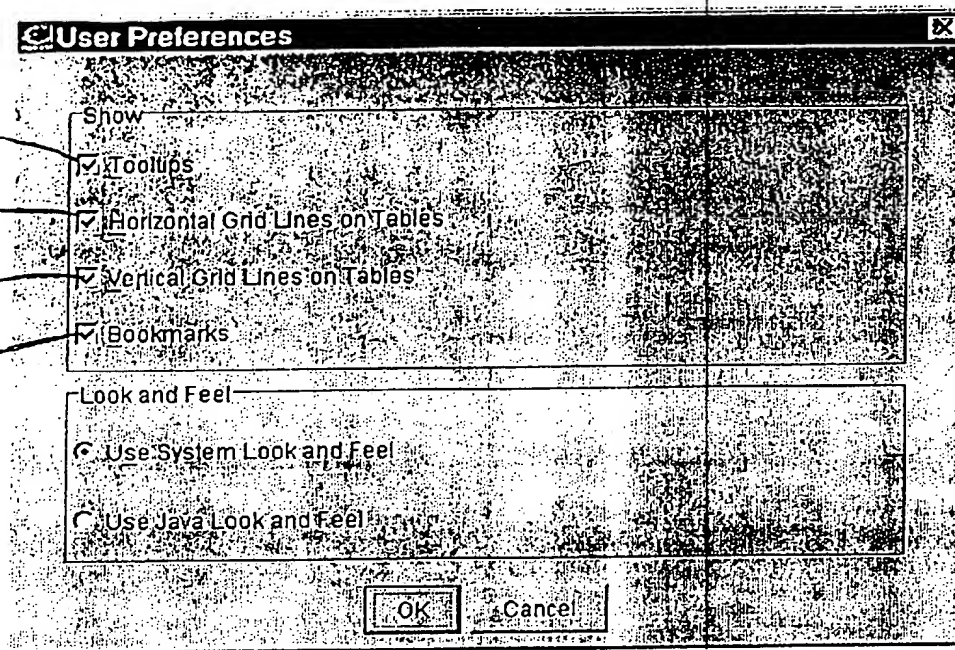 User Preferences
Show
Tooltips
Horizontal Grid Lines on Tables
Vertical Grid Lines on Tables
Bookmarks
Look and Feel
Use System Look and Feel
Use Java Look and Feel
OK Cancel